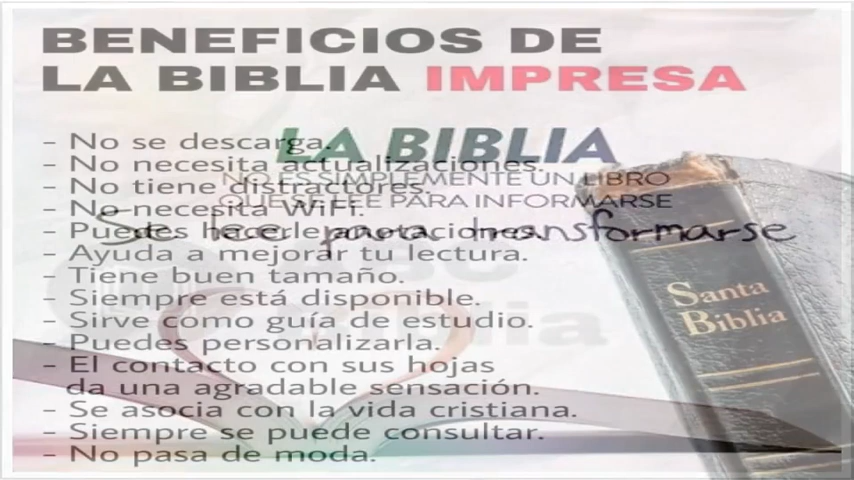 BENEFICIOS DE
LA BIBLIA IMPRESA
- No se descarga.
- No necesita actualizaciones.
- No tiene distractores.
- No necesita WiFi.
- Puedes hacerle anotaciones.
- Ayuda a mejorar tu lectura.
- Tiene buen tamaño.
- Siempre está disponible.
- Sirve como guía de estudio.
- Puedes personalizarla.
- El contacto con sus hojas
da una agradable sensación.
- Se asocia con la vida cristiana.
- Siempre se puede consultar.
- No pasa de moda.
LA BIBLIA
NO ES SIMPLEMENTE UN LIBRO
QUE SE LEE PARA INFORMARSE
Se lee para transformarse
Santa
Biblia